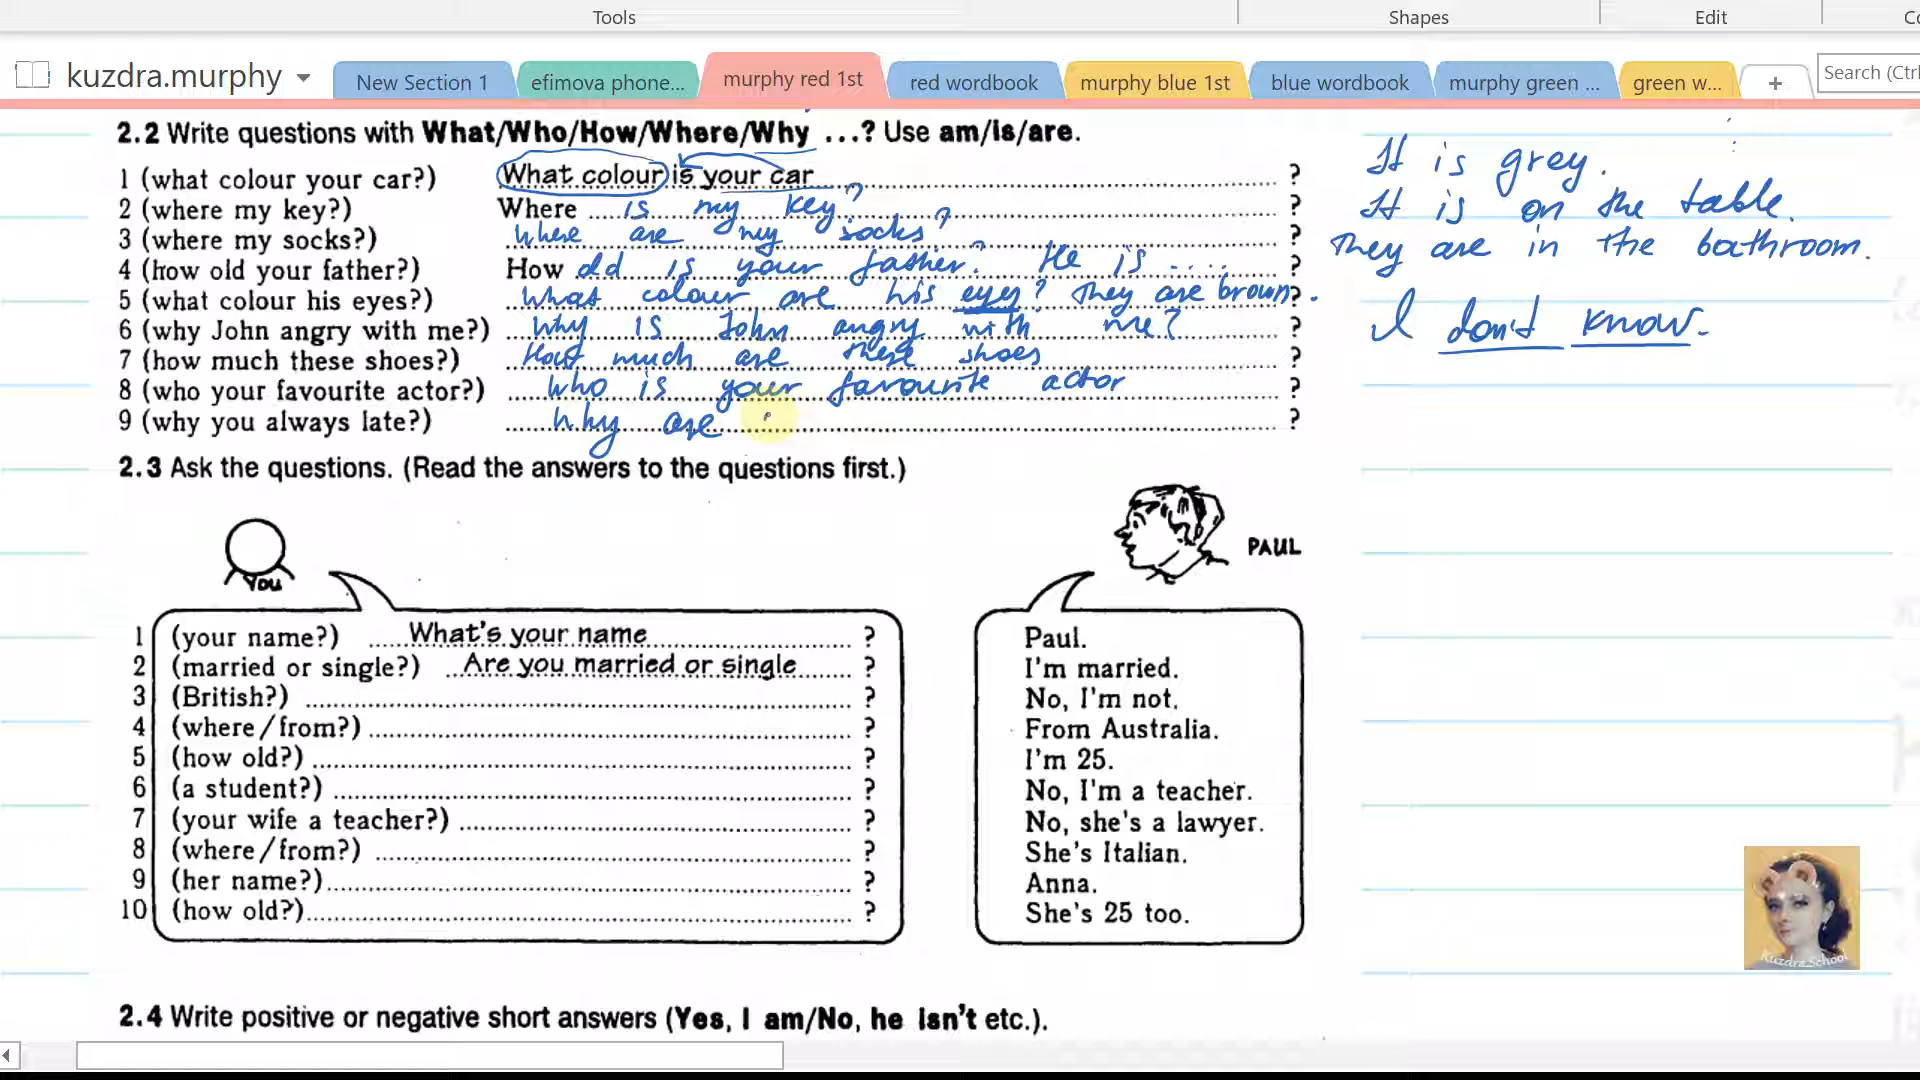 Tools Shapes Edit
kuzdra.murphy New Section 1 efimova phone... murphy red 1st red wordbook murphy blue 1st blue wordbook murphy green ... green w... + Search (Ctrl
2.2 Write questions with What/Who/How/Where/Why ...? Use am/is/are.
1 (what colour your car?) What colour is your car ?
2 (where my key?) Where is my key? ?
3 (where my socks?) Where are my socks? ?
4 (how old your father?) How old is your father? He is ..... ?
5 (what colour his eyes?) What colour are his eyes? They are brown. ?
6 (why John angry with me?) Why is John angry with me? ?
7 (how much these shoes?) How much are these shoes ?
8 (who your favourite actor?) Who is your favourite actor ?
9 (why you always late?) Why are ?
It is grey.
It is on the table.
They are in the bathroom.
I don't know.
2.3 Ask the questions. (Read the answers to the questions first.)
YOU
PAUL
1 (your name?) What's your name ?
2 (married or single?) Are you married or single ?
3 (British?) ?
4 (where/from?) ?
5 (how old?) ?
6 (a student?) ?
7 (your wife a teacher?) ?
8 (where/from?) ?
9 (her name?) ?
10 (how old?) ?
Paul.
I'm married.
No, I'm not.
From Australia.
I'm 25.
No, I'm a teacher.
No, she's a lawyer.
She's Italian.
Anna.
She's 25 too.
Kuzdra.School
2.4 Write positive or negative short answers (Yes, I am/No, he isn't etc.).